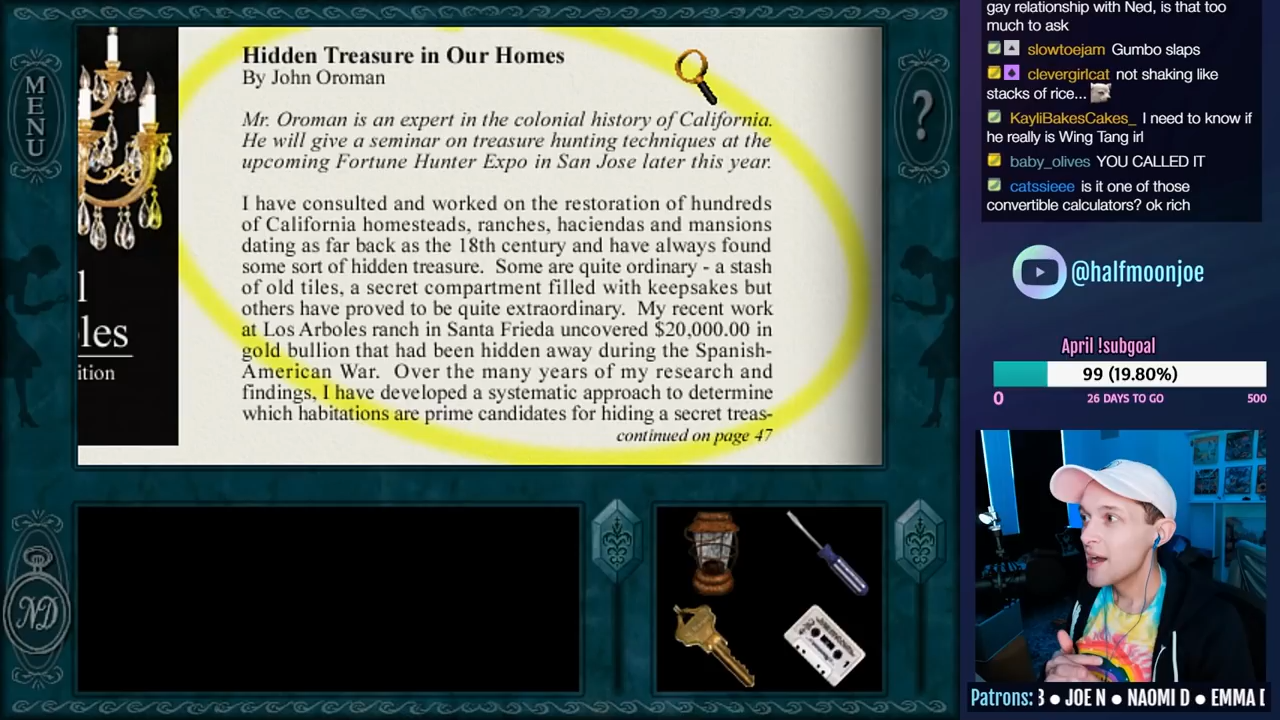 MENU
l
les
ition
Hidden Treasure in Our Homes
By John Oroman
Mr. Oroman is an expert in the colonial history of California.
He will give a seminar on treasure hunting techniques at the
upcoming Fortune Hunter Expo in San Jose later this year.
I have consulted and worked on the restoration of hundreds
of California homesteads, ranches, haciendas and mansions
dating as far back as the 18th century and have always found
some sort of hidden treasure. Some are quite ordinary - a stash
of old tiles, a secret compartment filled with keepsakes but
others have proved to be quite extraordinary. My recent work
at Los Arboles ranch in Santa Frieda uncovered $20,000.00 in
gold bullion that had been hidden away during the Spanish-
American War. Over the many years of my research and
findings, I have developed a systematic approach to determine
which habitations are prime candidates for hiding a secret treas-
continued on page 47
?
ND
gay relationship with Ned, is that too
much to ask
slowtoejam Gumbo slaps
clevergirlcat not shaking like
stacks of rice...
KayliBakesCakes_ I need to know if
he really is Wing Tang irl
baby_olives YOU CALLED IT
catssieee is it one of those
convertible calculators? ok rich
@halfmoonjoe
April !subgoal
99 (19.80%)
0 26 DAYS TO GO 500
Patrons: 3 ● JOE N ● NAOMI D ● EMMA D